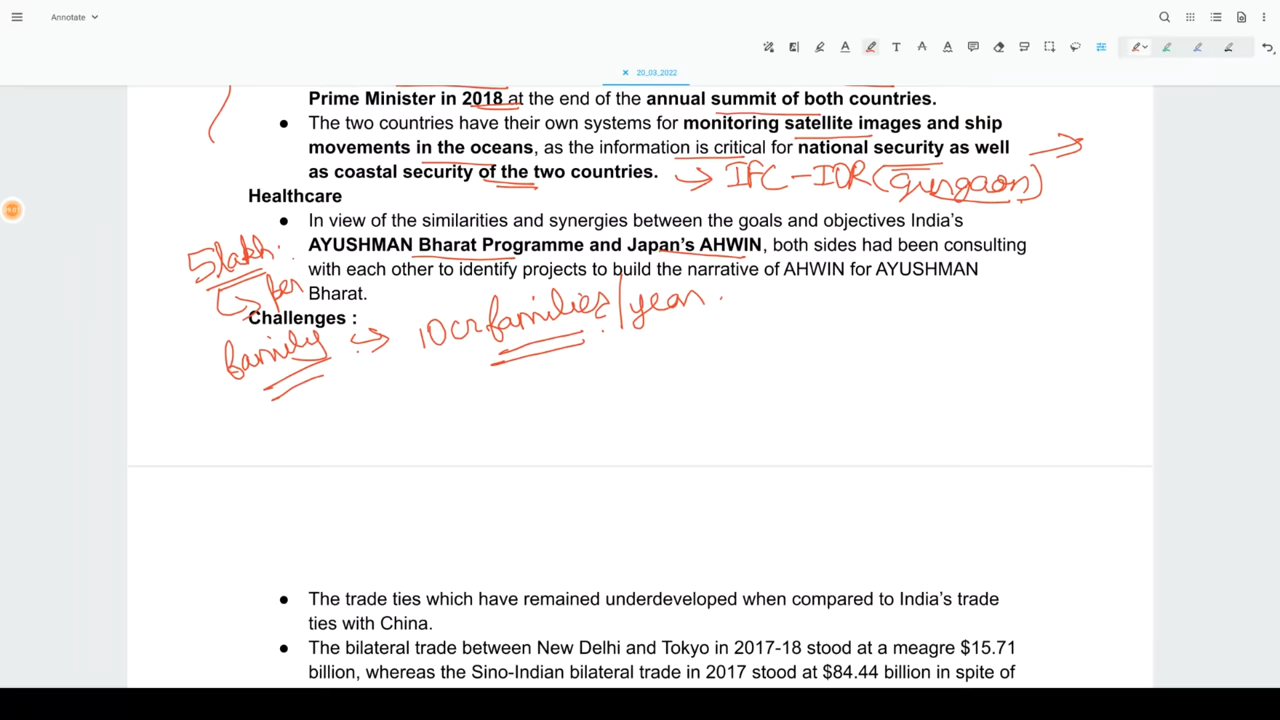 Annotate
20_03_2022
Prime Minister in 2018 at the end of the annual summit of both countries.
● The two countries have their own systems for monitoring satellite images and ship
movements in the oceans, as the information is critical for national security as well
as coastal security of the two countries. → IFC-IOR (gurgaon) →
Healthcare
● In view of the similarities and synergies between the goals and objectives India's
AYUSHMAN Bharat Programme and Japan's AHWIN, both sides had been consulting
5 lakh.
with each other to identify projects to build the narrative of AHWIN for AYUSHMAN
↳ per
Bharat.
Challenges :
family → 10cr families/year.
● The trade ties which have remained underdeveloped when compared to India's trade
ties with China.
● The bilateral trade between New Delhi and Tokyo in 2017-18 stood at a meagre $15.71
billion, whereas the Sino-Indian bilateral trade in 2017 stood at $84.44 billion in spite of